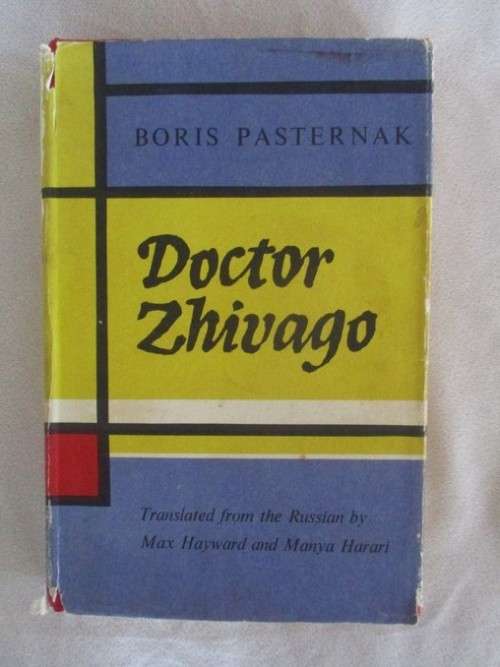 BORIS PASTERNAK
Doctor
Zhivago
Translated from the Russian by
Max Hayward and Manya Harari